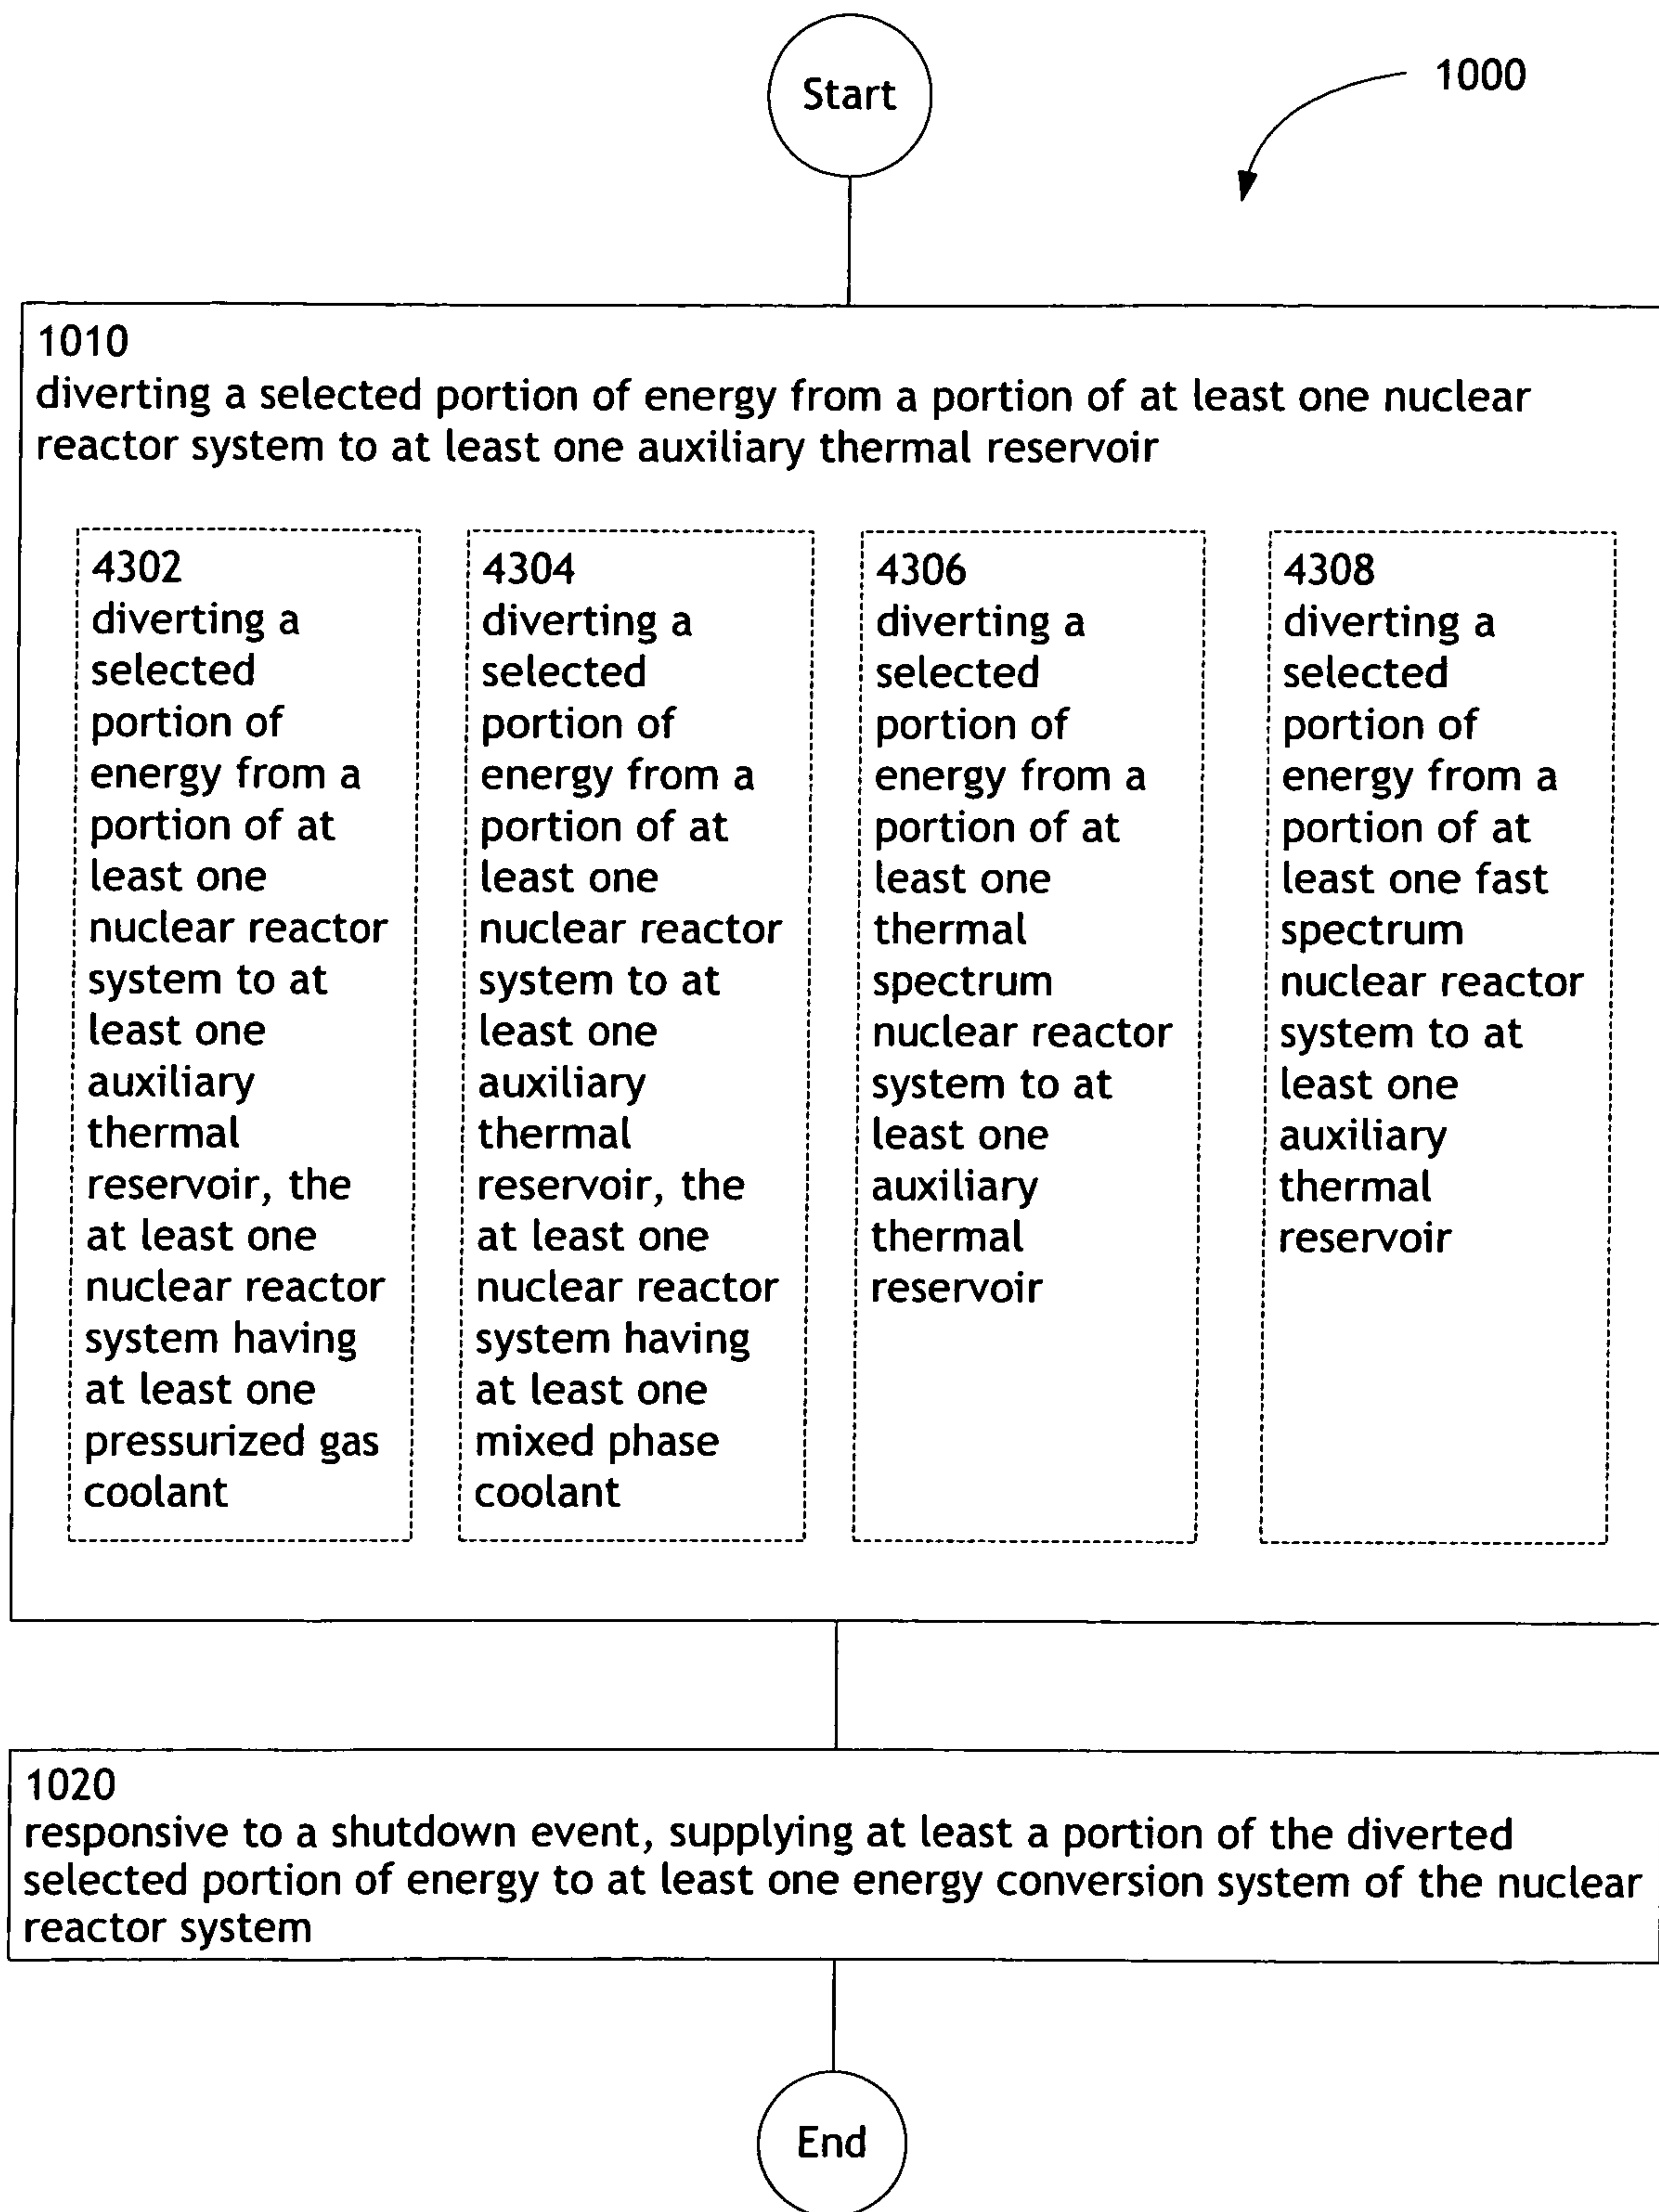 Start
1000
1010
diverting a selected portion of energy from a portion of at least one nuclear
reactor system to at least one auxiliary thermal reservoir
4302
diverting a
selected
portion of
energy from a
portion of at
least one
nuclear reactor
system to at
least one
auxiliary
thermal
reservoir, the
at least one
nuclear reactor
system having
at least one
pressurized gas
coolant
4304
diverting a
selected
portion of
energy from a
portion of at
least one
nuclear reactor
system to at
least one
auxiliary
thermal
reservoir, the
at least one
nuclear reactor
system having
at least one
mixed phase
coolant
4306
diverting a
selected
portion of
energy from a
portion of at
least one
thermal
spectrum
nuclear reactor
system to at
least one
auxiliary
thermal
reservoir
4308
diverting a
selected
portion of
energy from a
portion of at
least one fast
spectrum
nuclear reactor
system to at
least one
auxiliary
thermal
reservoir
1020
responsive to a shutdown event, supplying at least a portion of the diverted
selected portion of energy to at least one energy conversion system of the nuclear
reactor system
End